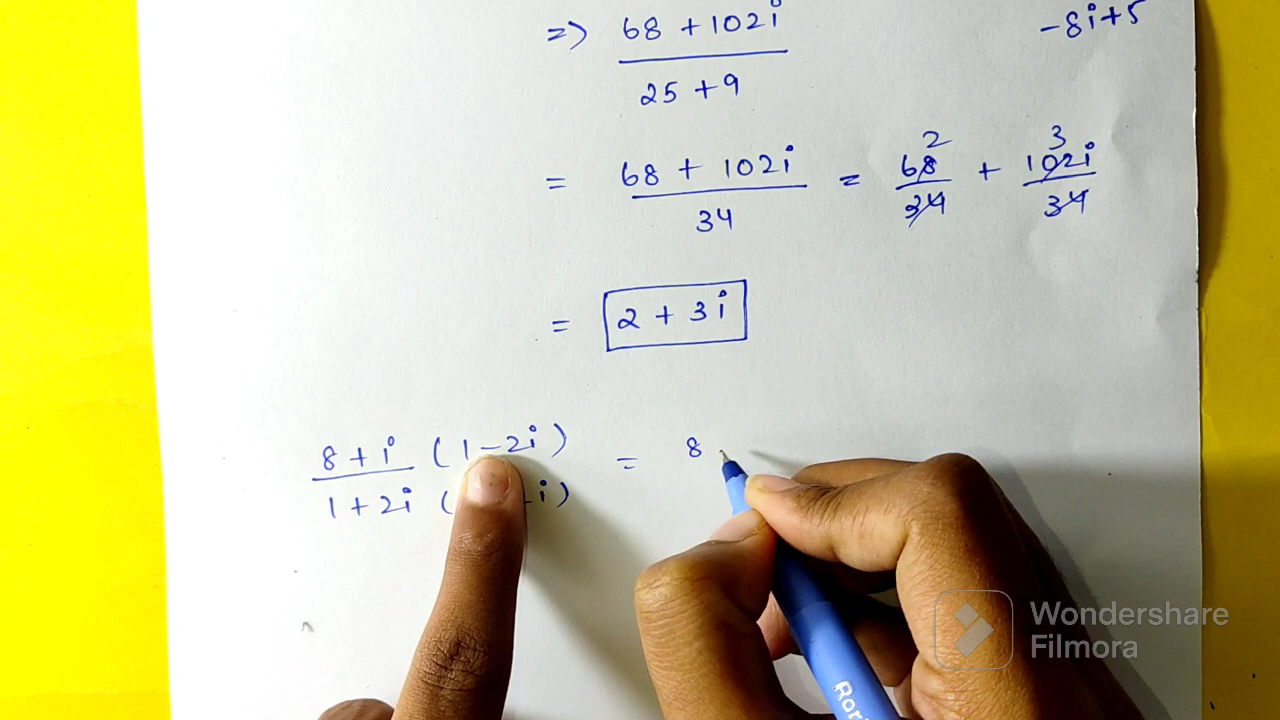 => 68 + 102i
25 + 9
-8i+5
= 68 + 102i / 34 = 68 2 / 34 + 102i 3 / 34
= 2 + 3i
8 + i (1 - 2i) = 8
1 + 2i ( i)
Wondershare
Filmora
Ror